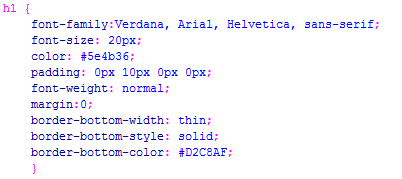 h1 {
font-family:Verdana, Arial, Helvetica, sans-serif;
font-size: 20px;
color: #5e4b36;
padding: 0px 10px 0px 0px;
font-weight: normal;
margin:0;
border-bottom-width: thin;
border-bottom-style: solid;
border-bottom-color: #D2C8AF;
}